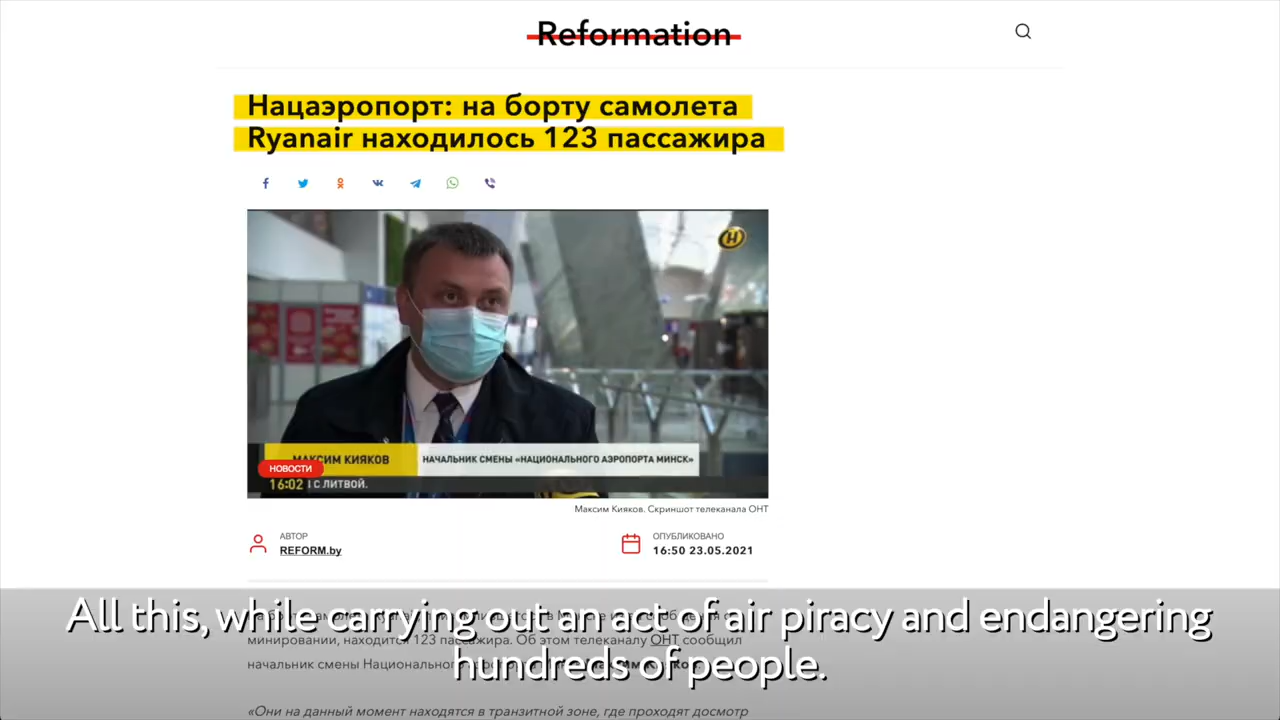 Reformation
Нацаэропорт: на борту самолета
Ryanair находилось 123 пассажира
МАКСИМ КИЯКОВ
НАЧАЛЬНИК СМЕНЫ «НАЦИОНАЛЬНОГО АЭРОПОРТА МИНСК»
НОВОСТИ
16:02
С ЛИТВОЙ.
Максим Кияков. Скриншот телеканала ОНТ
АВТОР
REFORM.by
ОПУБЛИКОВАНО
16:50 23.05.2021
All this, while carrying out an act of air piracy and endangering
hundreds of people.
минировании, находится 123 пассажира. Об этом телеканалу ОНТ сообщил
начальник смены Национального
«Они на данный момент находятся в транзитной зоне, где проходят досмотр